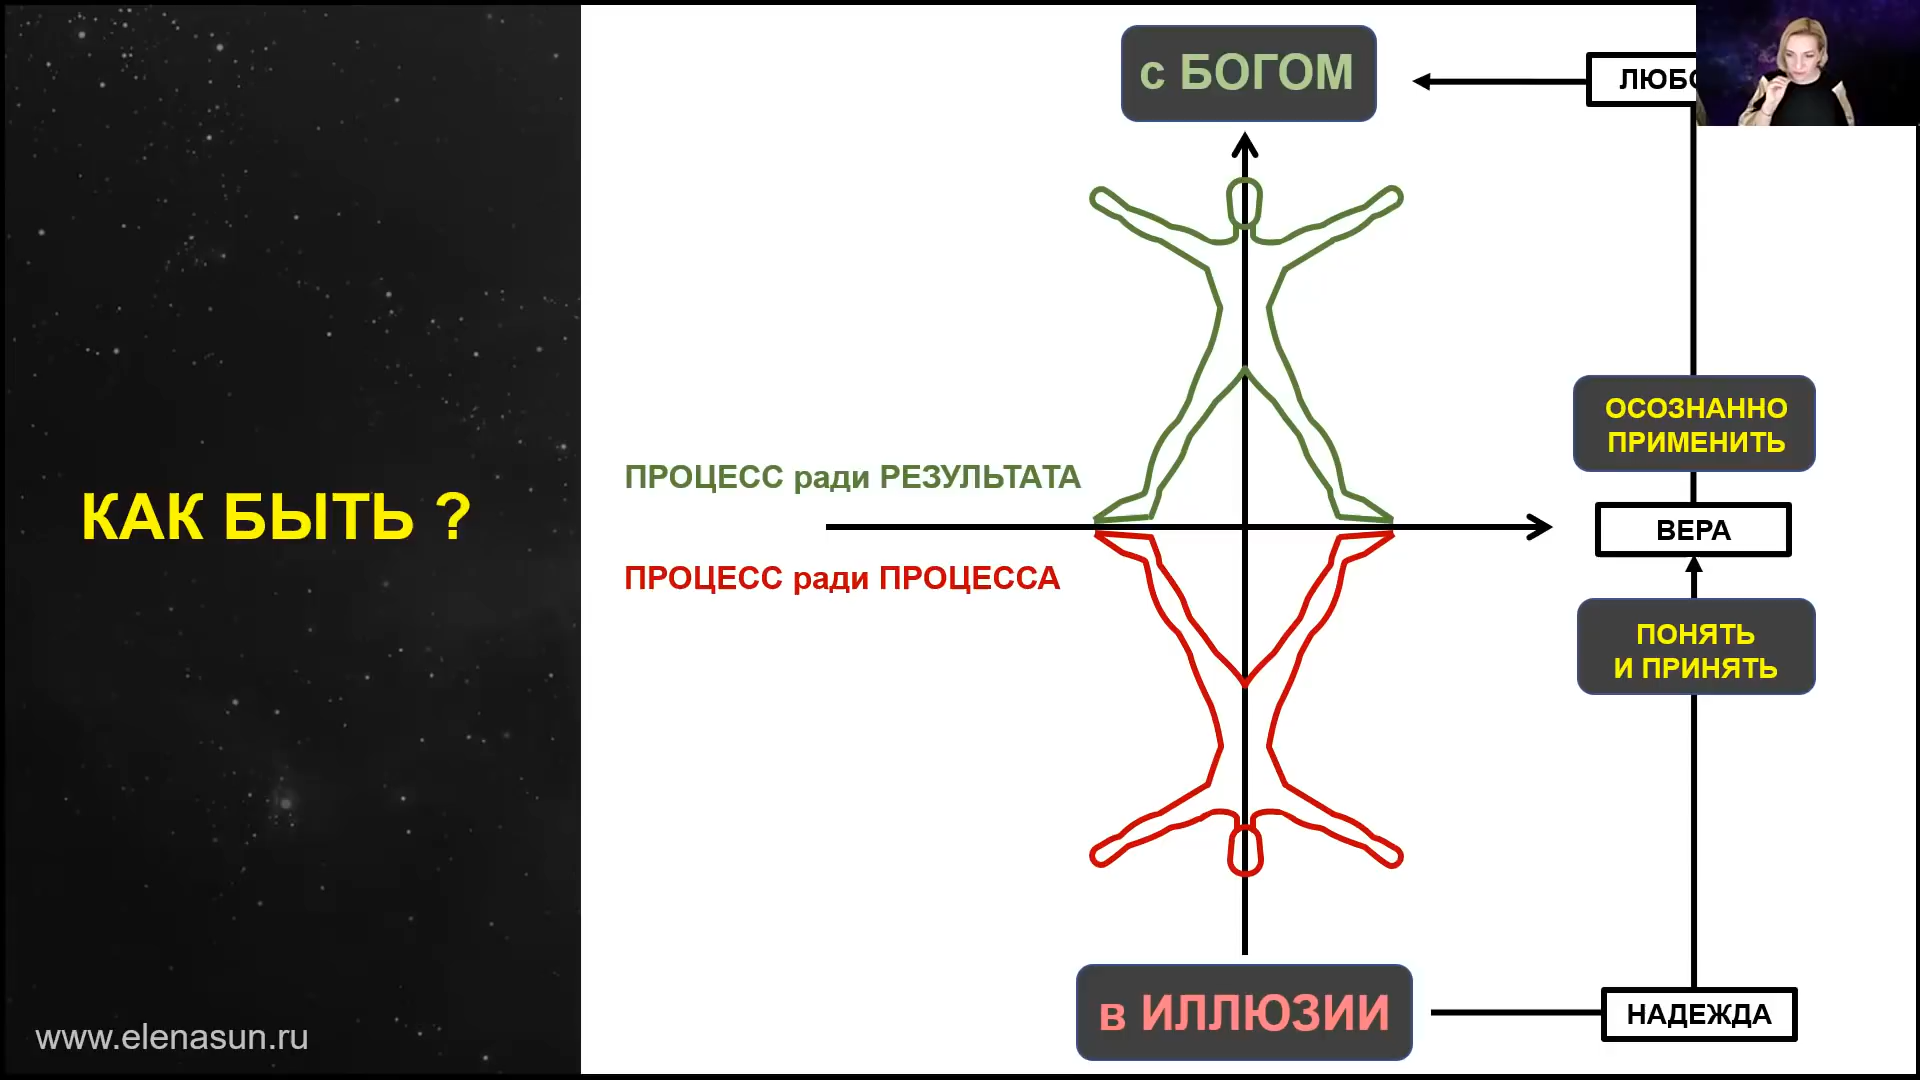 с БОГОМ
КАК БЫТЬ ?
ПРОЦЕСС ради РЕЗУЛЬТАТА
ПРОЦЕСС ради ПРОЦЕССА
ОСОЗНАННО
ПРИМЕНИТЬ
ВЕРА
ПОНЯТЬ
И ПРИНЯТЬ
в ИЛЛЮЗИИ
НАДЕЖДА
www.elenasun.ru